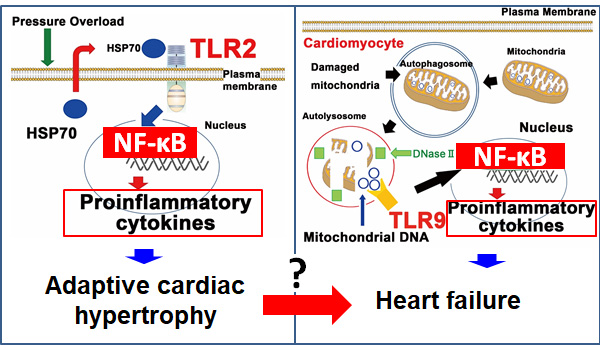 Pressure Overload
HSP70
TLR2
Plasma
membrane
HSP70
Nucleus
NF-κB
Proinflammatory
cytokines
Adaptive cardiac
hypertrophy
?
Plasma Membrane
Cardiomyocyte
Damaged
mitochondria
Autophagosome
Mitochondria
Autolysosome
DNase II
Nucleus
NF-κB
TLR9
Mitochondrial DNA
Proinflammatory
cytokines
Heart failure